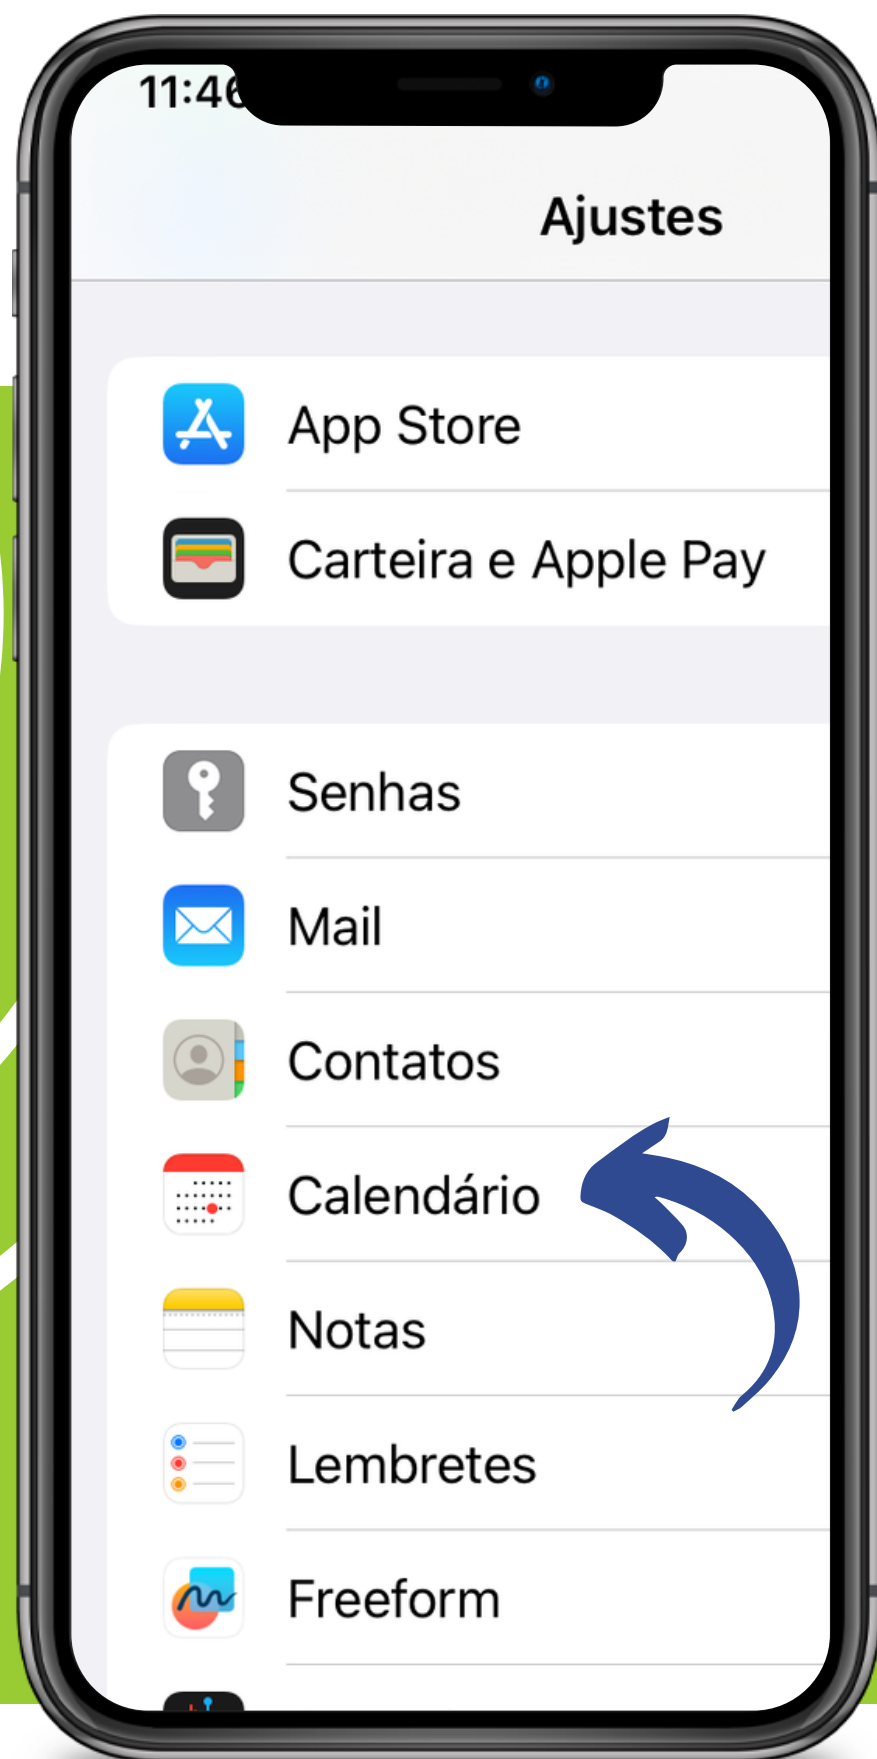 11:46
Ajustes
App Store
Carteira e Apple Pay
Senhas
Mail
Contatos
Calendário
Notas
Lembretes
Freeform